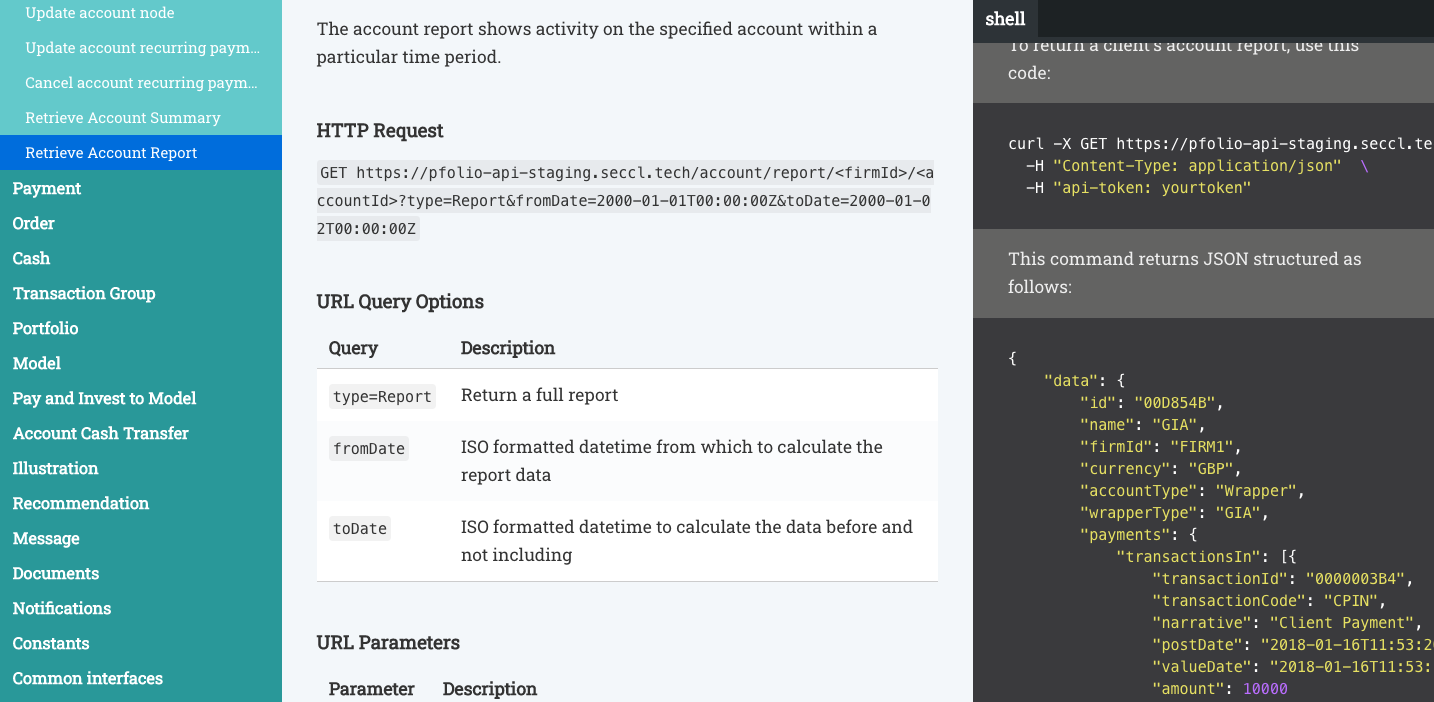 Update account node
Update account recurring paym...
Cancel account recurring paym...
Retrieve Account Summary
Retrieve Account Report
Payment
Order
Cash
Transaction Group
Portfolio
Model
Pay and Invest to Model
Account Cash Transfer
Illustration
Recommendation
Message
Documents
Notifications
Constants
Common interfaces
The account report shows activity on the specified account within a
particular time period.
HTTP Request
GET https://pfolio-api-staging.seccl.tech/account/report/<firmId>/<a
ccountId>?type=Report&fromDate=2000-01-01T00:00:00Z&toDate=2000-01-0
2T00:00:00Z
URL Query Options
Query Description
type=Report Return a full report
fromDate ISO formatted datetime from which to calculate the
report data
toDate ISO formatted datetime to calculate the data before and
not including
URL Parameters
Parameter Description
shell
To return a client's account report, use this
code:
curl -X GET https://pfolio-api-staging.seccl.te
-H "Content-Type: application/json" \
-H "api-token: yourtoken"
This command returns JSON structured as
follows:
{
"data": {
"id": "00D854B",
"name": "GIA",
"firmId": "FIRM1",
"currency": "GBP",
"accountType": "Wrapper",
"wrapperType": "GIA",
"payments": {
"transactionsIn": [{
"transactionId": "0000003B4",
"transactionCode": "CPIN",
"narrative": "Client Payment",
"postDate": "2018-01-16T11:53:2
"valueDate": "2018-01-16T11:53:
"amount": 10000